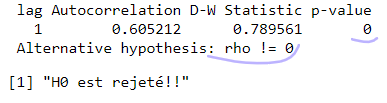 lag Autocorrelation D-W Statistic p-value
1 0.605212 0.789561 0
Alternative hypothesis: rho != 0
[1] "H0 est rejeté!!"